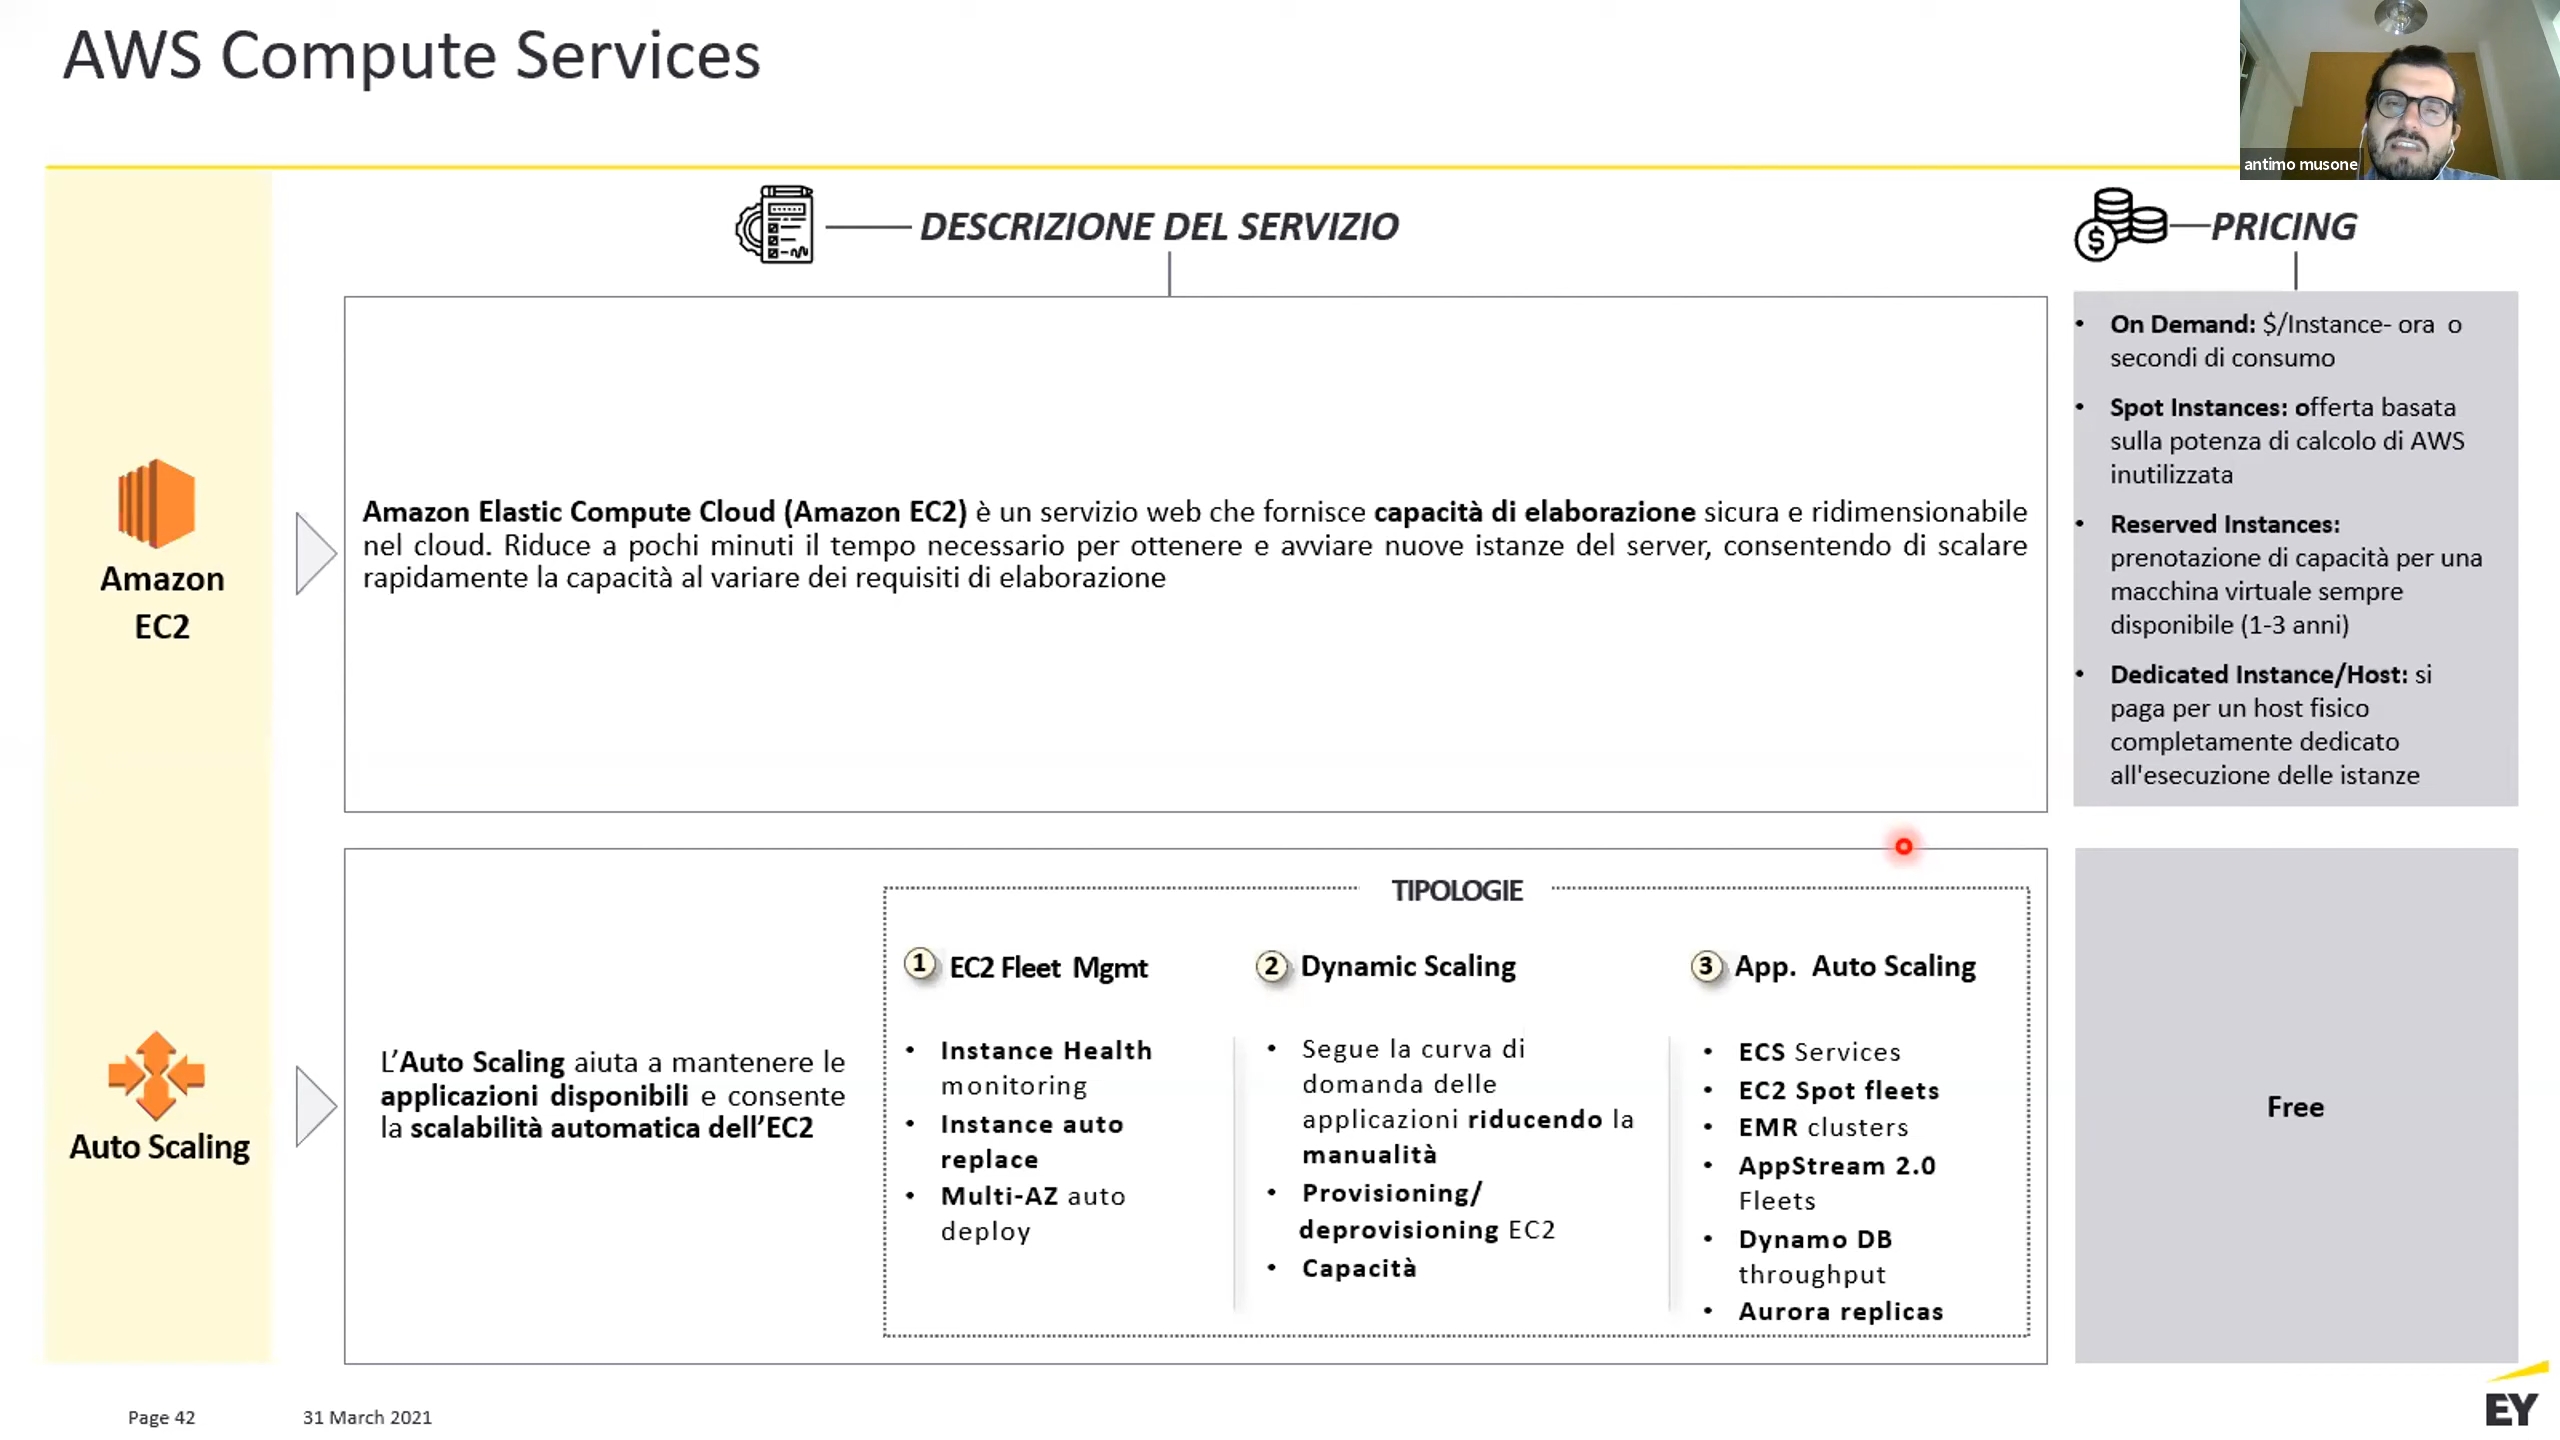 AWS Compute Services
antimo musone
DESCRIZIONE DEL SERVIZIO
PRICING
Amazon
EC2
Amazon Elastic Compute Cloud (Amazon EC2) è un servizio web che fornisce capacità di elaborazione sicura e ridimensionabile
nel cloud. Riduce a pochi minuti il tempo necessario per ottenere e avviare nuove istanze del server, consentendo di scalare
rapidamente la capacità al variare dei requisiti di elaborazione
• On Demand: $/Instance- ora o
secondi di consumo
• Spot Instances: offerta basata
sulla potenza di calcolo di AWS
inutilizzata
• Reserved Instances:
prenotazione di capacità per una
macchina virtuale sempre
disponibile (1-3 anni)
• Dedicated Instance/Host: si
paga per un host fisico
completamente dedicato
all'esecuzione delle istanze
Auto Scaling
L’Auto Scaling aiuta a mantenere le
applicazioni disponibili e consente
la scalabilità automatica dell’EC2
TIPOLOGIE
1 EC2 Fleet Mgmt
• Instance Health
monitoring
• Instance auto
replace
• Multi-AZ auto
deploy
2 Dynamic Scaling
• Segue la curva di
domanda delle
applicazioni riducendo la
manualità
• Provisioning/
deprovisioning EC2
• Capacità
3 App. Auto Scaling
• ECS Services
• EC2 Spot fleets
• EMR clusters
• AppStream 2.0
Fleets
• Dynamo DB
throughput
• Aurora replicas
Free
Page 42
31 March 2021
EY